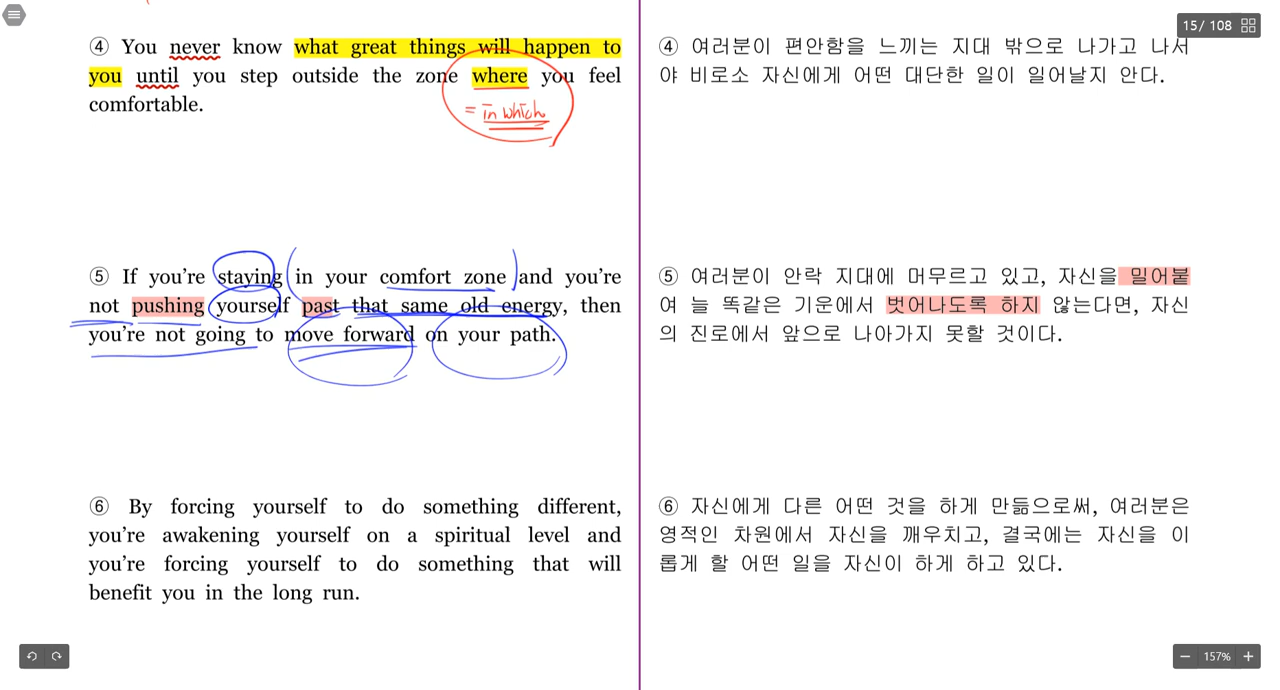 15/ 108
④ You never know what great things will happen to
you until you step outside the zone where you feel
comfortable.
= in which
④ 여러분이 편안함을 느끼는 지대 밖으로 나가고 나서
야 비로소 자신에게 어떤 대단한 일이 일어날지 안다.
⑤ If you're staying in your comfort zone and you're
not pushing yourself past that same old energy, then
you're not going to move forward on your path.
⑤ 여러분이 안락 지대에 머무르고 있고, 자신을 밀어붙
여 늘 똑같은 기운에서 벗어나도록 하지 않는다면, 자신
의 진로에서 앞으로 나아가지 못할 것이다.
⑥ By forcing yourself to do something different,
you're awakening yourself on a spiritual level and
you're forcing yourself to do something that will
benefit you in the long run.
⑥ 자신에게 다른 어떤 것을 하게 만듦으로써, 여러분은
영적인 차원에서 자신을 깨우치고, 결국에는 자신을 이
롭게 할 어떤 일을 자신이 하게 하고 있다.
157%